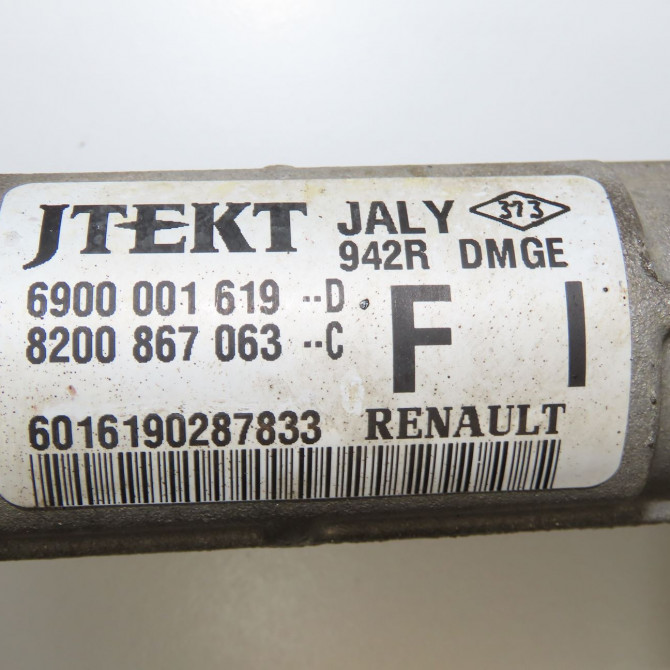 JTEKT JALY 373
942R DMGE
6900 001 619 --D
8200 867 063 --C
F I
6016190287833 RENAULT